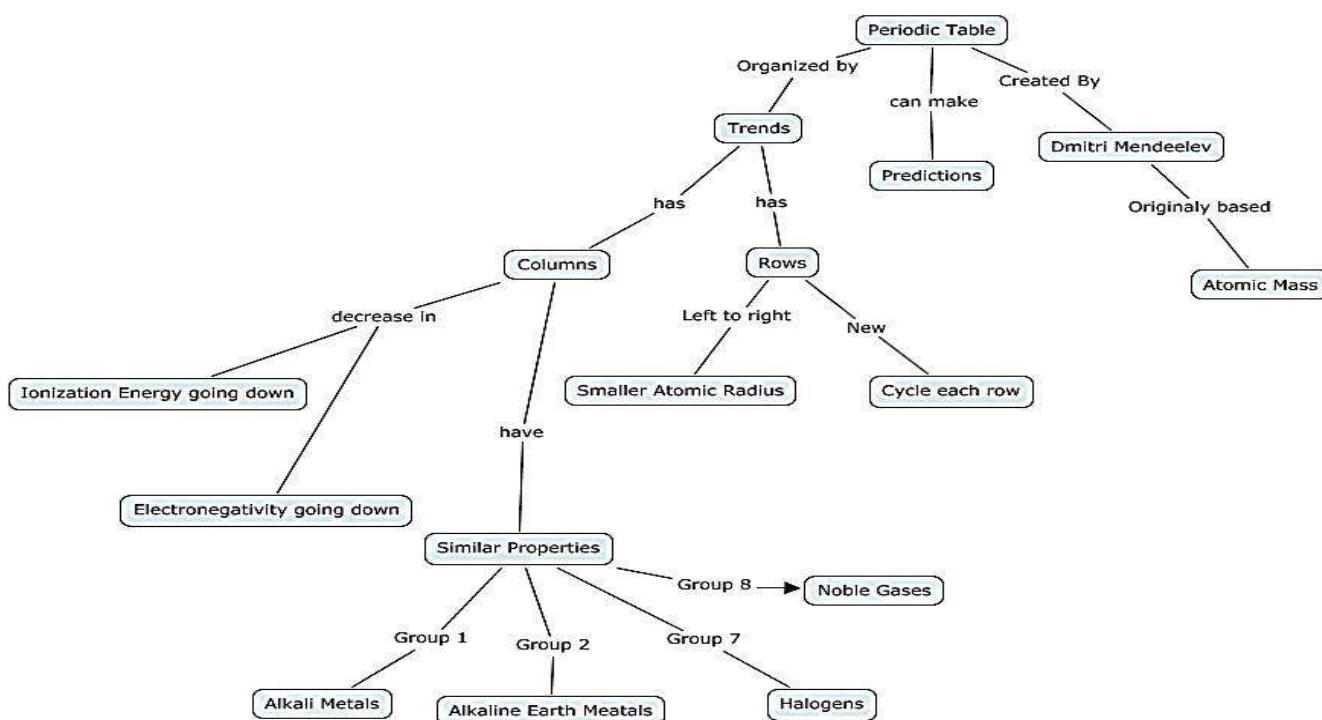 Periodic Table
Organized by
Created By
can make
Trends
Dmitri Mendeelev
Predictions
has
has
Originaly based
Columns
Rows
Atomic Mass
decrease in
Left to right
New
Ionization Energy going down
Smaller Atomic Radius
Cycle each row
have
Electronegativity going down
Similar Properties
Group 8
Noble Gases
Group 1
Group 2
Group 7
Alkali Metals
Alkaline Earth Meatals
Halogens